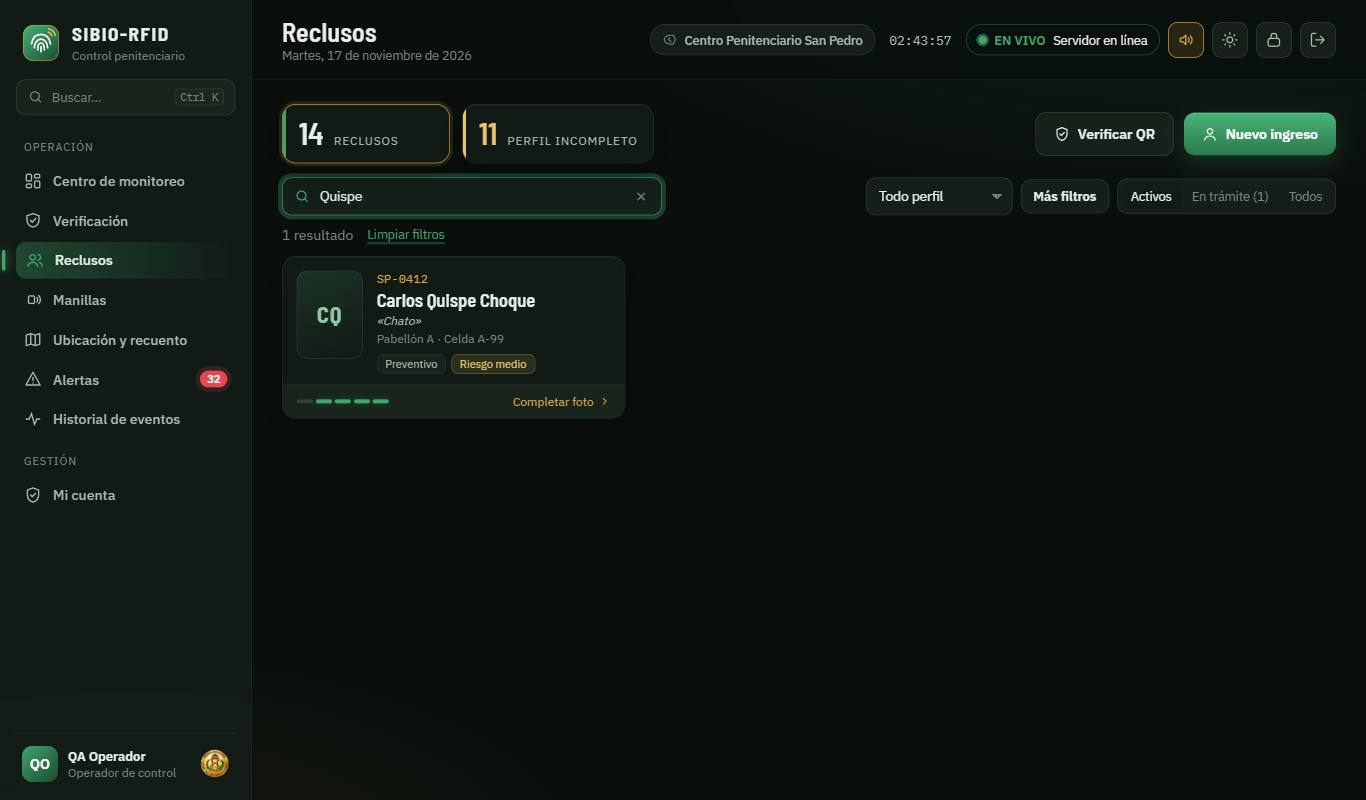 SIBIO-RFID
Control penitenciario
Buscar...
Ctrl K
OPERACIÓN
Centro de monitoreo
Verificación
Reclusos
Manillas
Ubicación y recuento
Alertas
32
Historial de eventos
GESTIÓN
Mi cuenta
QO
QA Operador
Operador de control
Reclusos
Martes, 17 de noviembre de 2026
Centro Penitenciario San Pedro
02:43:57
EN VIVO Servidor en línea
14 RECLUSOS
11 PERFIL INCOMPLETO
Verificar QR
Nuevo ingreso
Quispe
Todo perfil
Más filtros
Activos
En trámite (1)
Todos
1 resultado
Limpiar filtros
CQ
SP-0412
Carlos Quispe Choque
«Chato»
Pabellón A · Celda A-99
Preventivo
Riesgo medio
Completar foto